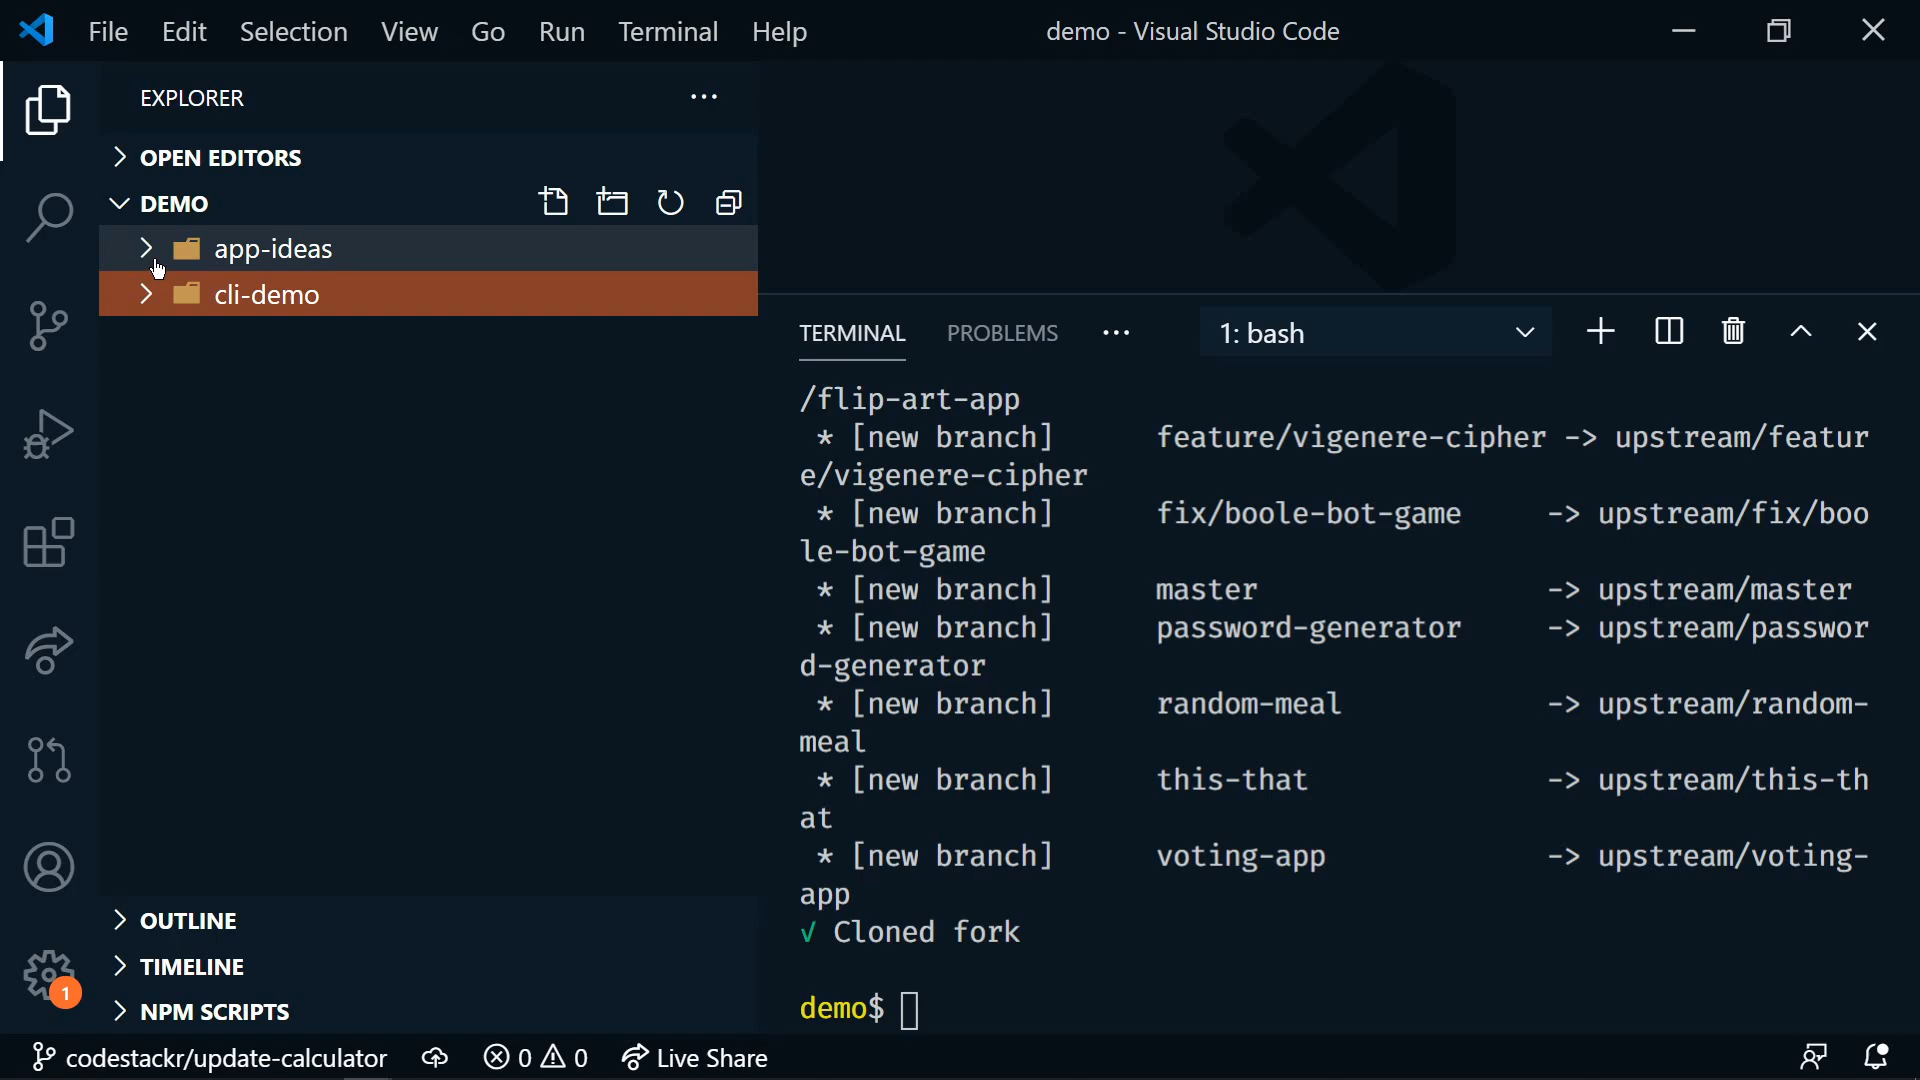 File Edit Selection View Go Run Terminal Help demo - Visual Studio Code
EXPLORER
OPEN EDITORS
DEMO
app-ideas
cli-demo
OUTLINE
TIMELINE
NPM SCRIPTS
1
TERMINAL PROBLEMS 1: bash
/flip-art-app
* [new branch] feature/vigenere-cipher -> upstream/featur
e/vigenere-cipher
* [new branch] fix/boole-bot-game -> upstream/fix/boo
le-bot-game
* [new branch] master -> upstream/master
* [new branch] password-generator -> upstream/passwor
d-generator
* [new branch] random-meal -> upstream/random-
meal
* [new branch] this-that -> upstream/this-th
at
* [new branch] voting-app -> upstream/voting-
app
√ Cloned fork
demo$
codestackr/update-calculator 0 0 Live Share